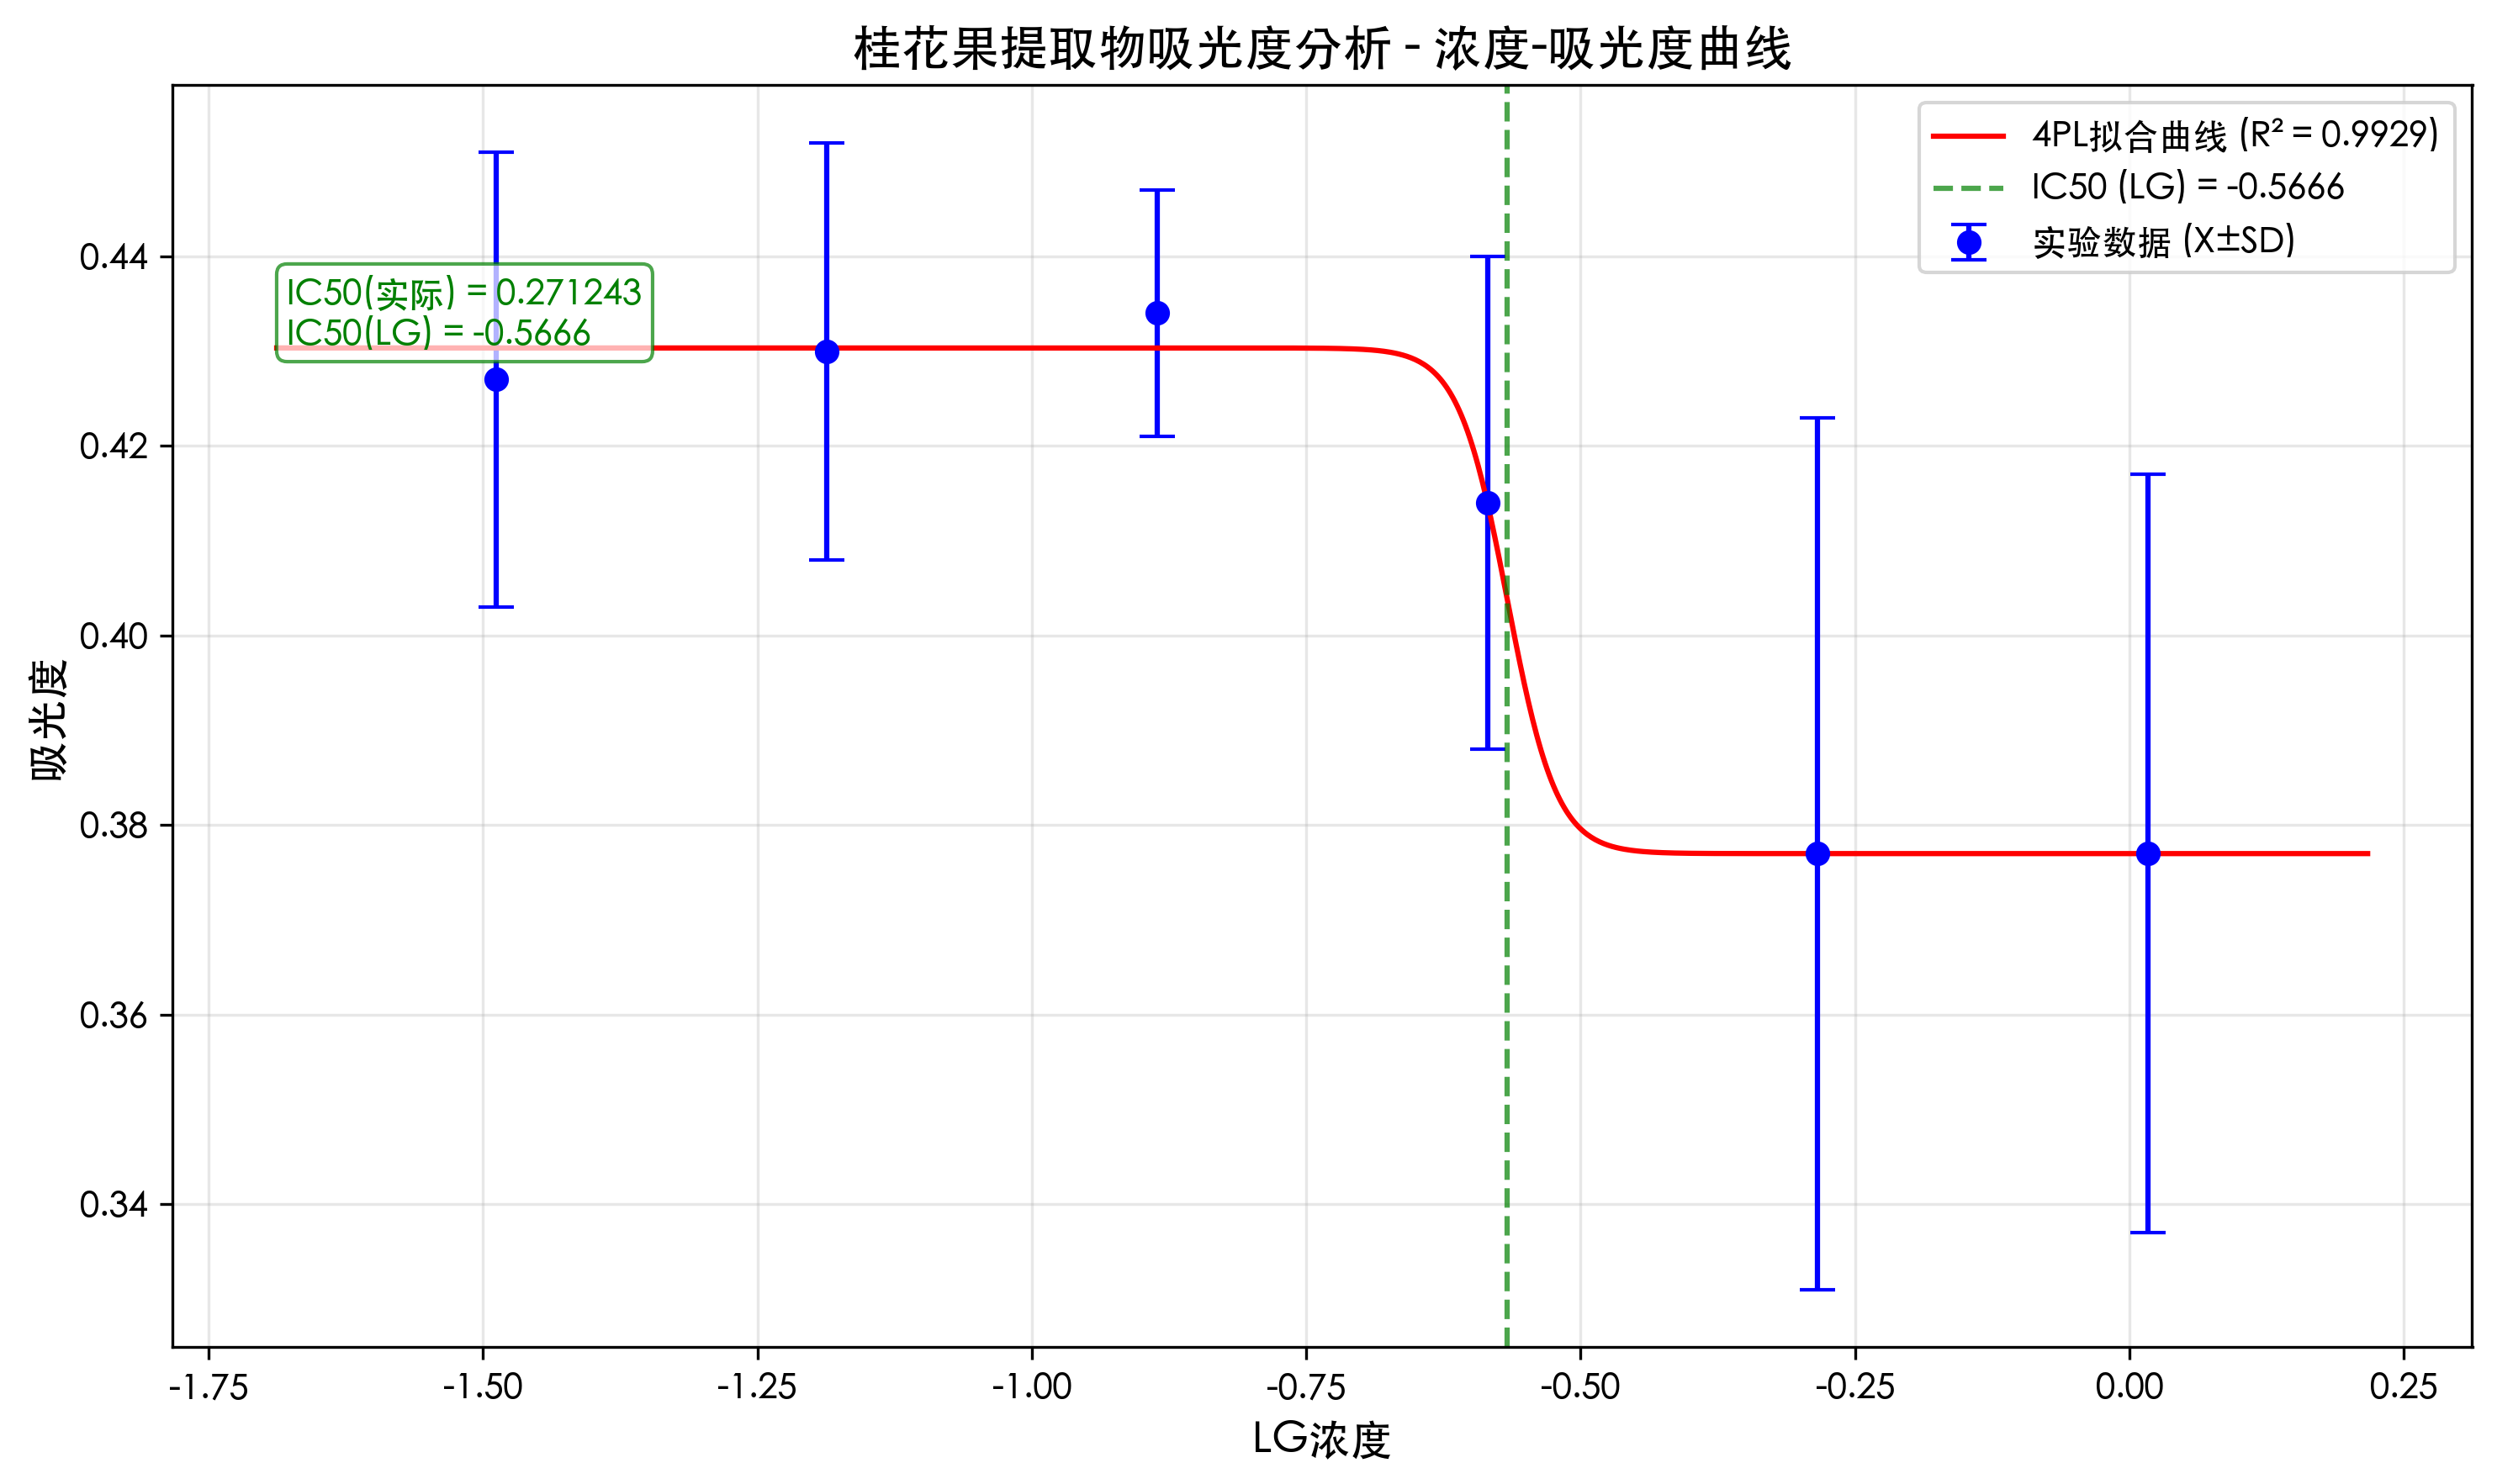 桂花果提取物吸光度分析 - 浓度-吸光度曲线
4PL拟合曲线 (R² = 0.9929)
IC50 (LG) = -0.5666
实验数据 (X±SD)
IC50(实际) = 0.271243
IC50(LG) = -0.5666
吸光度
0.44
0.42
0.40
0.38
0.36
0.34
-1.75
-1.50
-1.25
-1.00
-0.75
-0.50
-0.25
0.00
0.25
LG浓度